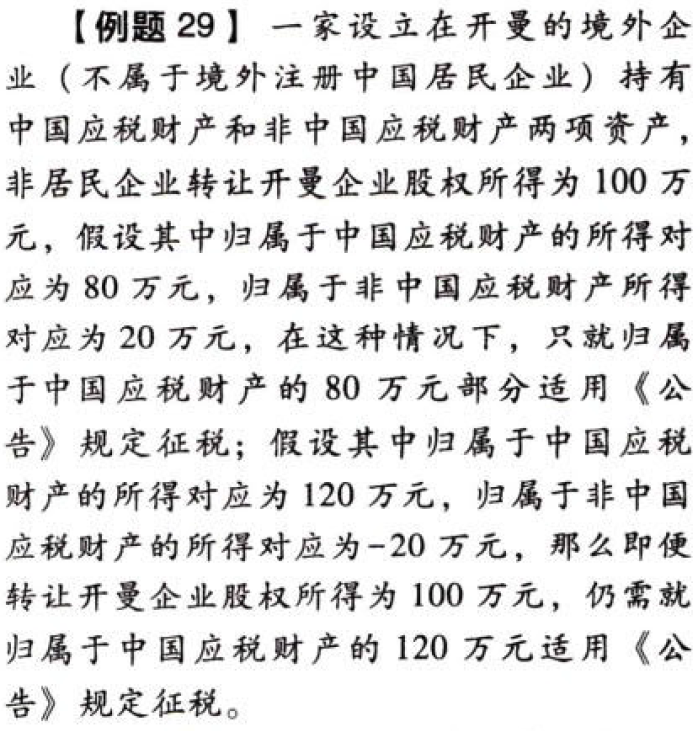 【例题 29】 一家设立在开曼的境外企
业（不属于境外注册中国居民企业）持有
中国应税财产和非中国应税财产两项资产，
非居民企业转让开曼企业股权所得为 100 万
元，假设其中归属于中国应税财产的所得对
应为 80 万元，归属于非中国应税财产所得
对应为 20 万元，在这种情况下，只就归属
于中国应税财产的 80 万元部分适用《公
告》规定征税；假设其中归属于中国应税
财产的所得对应为 120 万元，归属于非中国
应税财产的所得对应为-20 万元，那么即便
转让开曼企业股权所得为 100 万元，仍需就
归属于中国应税财产的 120 万元适用《公
告》规定征税。